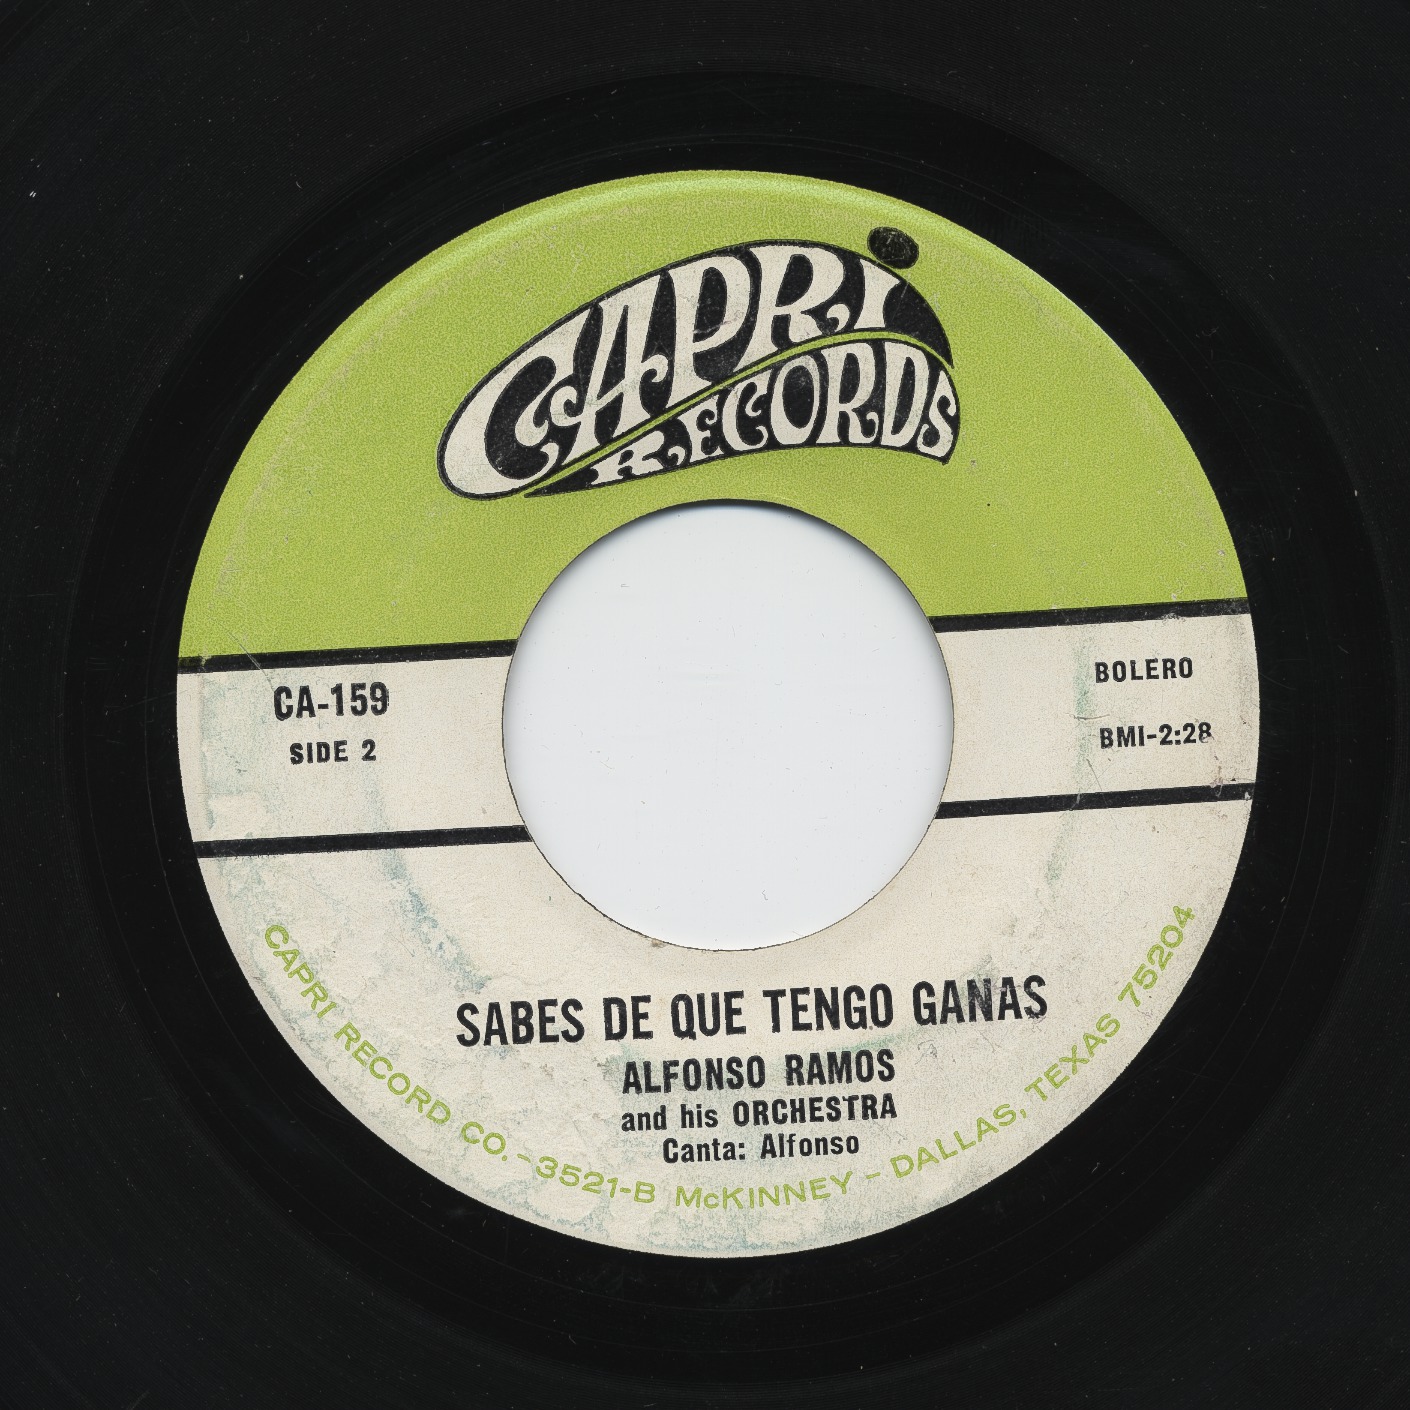 CAPRI
RECORDS
CA-159
SIDE 2
BOLERO
BMI-2:28
SABES DE QUE TENGO GANAS
ALFONSO RAMOS
and his ORCHESTRA
Canta: Alfonso
CAPRI RECORD CO. - 3521-B McKINNEY - DALLAS, TEXAS 75204